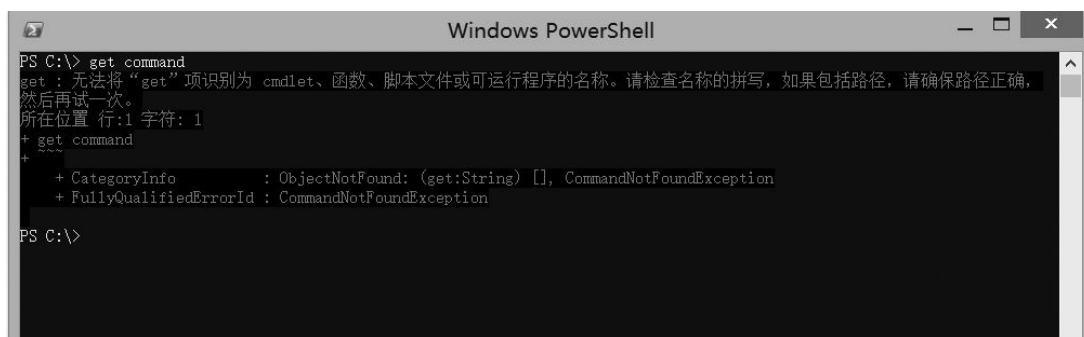 Windows PowerShell
PS C:\> get command
get : 无法将“get”项识别为 cmdlet、函数、脚本文件或可运行程序的名称。请检查名称的拼写，如果包括路径，请确保路径正确，
然后再试一次。
所在位置 行:1 字符: 1
+ get command
+ ~~~
    + CategoryInfo          : ObjectNotFound: (get:String) [], CommandNotFoundException
    + FullyQualifiedErrorId : CommandNotFoundException
PS C:\>